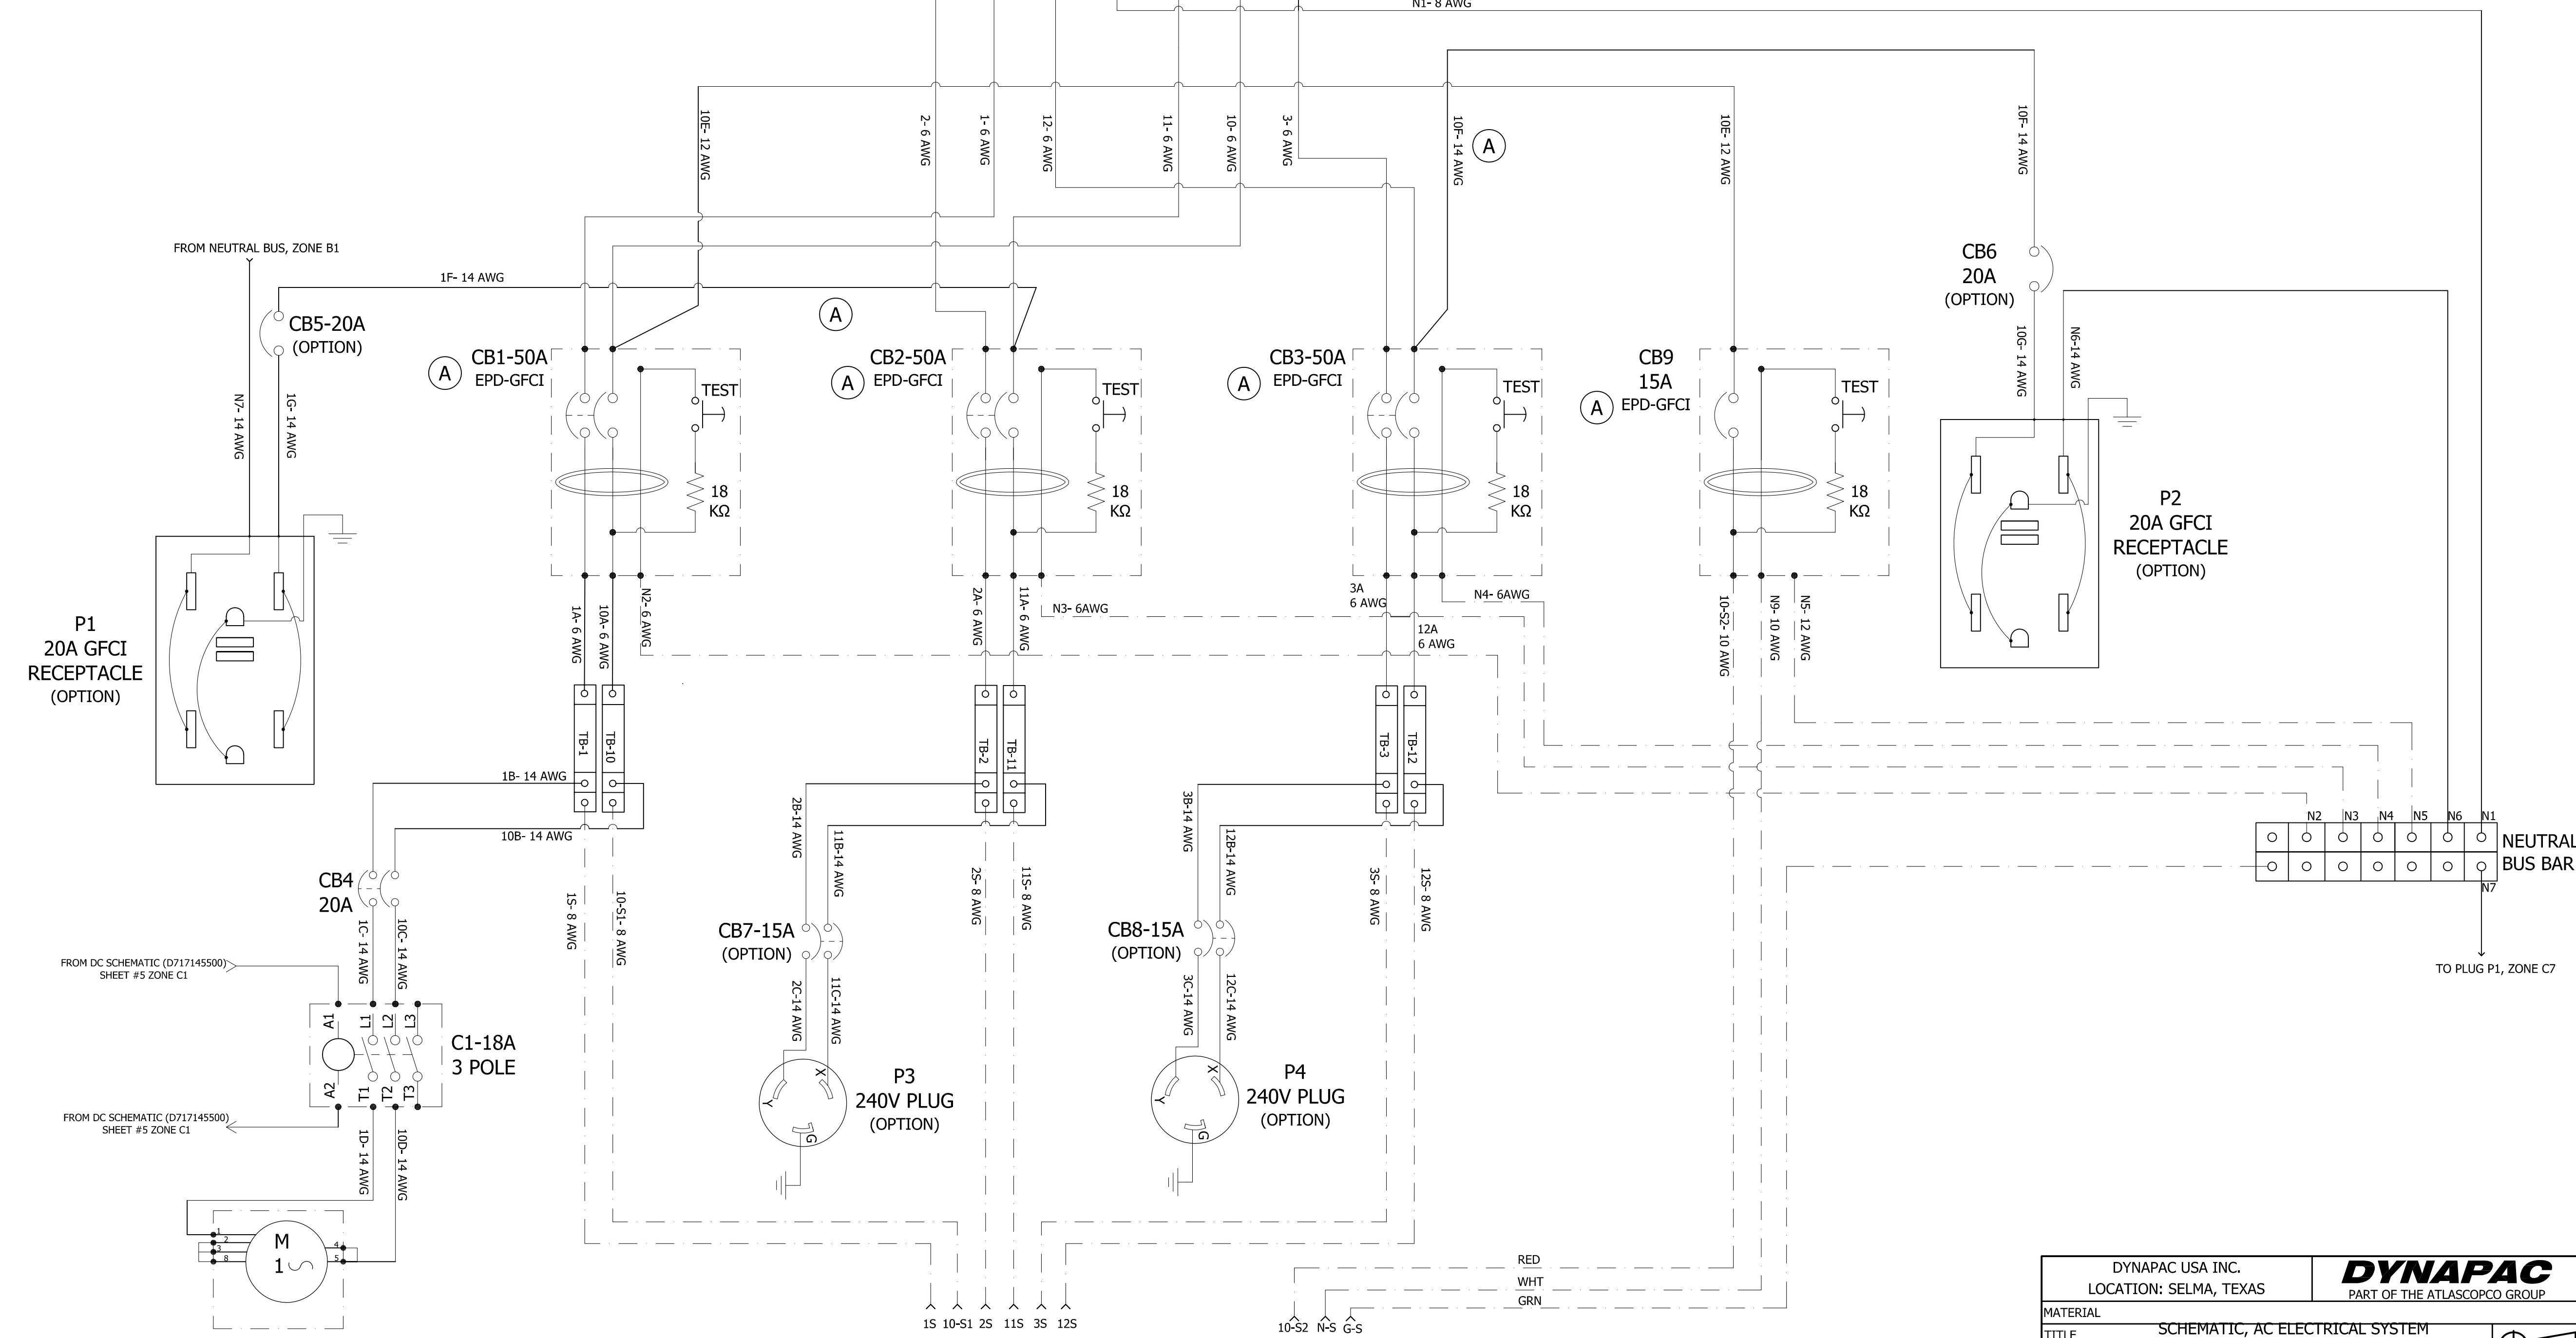 N1- 8 AWG
10E- 12 AWG
2- 6 AWG
1- 6 AWG
12- 6 AWG
11- 6 AWG
10- 6 AWG
3- 6 AWG
10F- 14 AWG
A
10E- 12 AWG
10F- 14 AWG
FROM NEUTRAL BUS, ZONE B1
1F- 14 AWG
CB5-20A
(OPTION)
A
CB6
20A
(OPTION)
A
CB1-50A
EPD-GFCI
TEST
18
KΩ
A
CB2-50A
EPD-GFCI
TEST
18
KΩ
A
CB3-50A
EPD-GFCI
TEST
18
KΩ
A
CB9
15A
EPD-GFCI
TEST
18
KΩ
10G- 14 AWG
N6-14 AWG
N7- 14 AWG
1G- 14 AWG
P2
20A GFCI
RECEPTACLE
(OPTION)
P1
20A GFCI
RECEPTACLE
(OPTION)
1A- 6 AWG
10A- 6 AWG
N2- 6 AWG
2A- 6 AWG
11A- 6 AWG
N3- 6AWG
3A
6 AWG
N4- 6AWG
12A
6 AWG
10-S2- 10 AWG
N9- 10 AWG
N5- 12 AWG
TB-1
TB-10
TB-2
TB-11
TB-3
TB-12
1B- 14 AWG
10B- 14 AWG
2B-14 AWG
11B-14 AWG
3B-14 AWG
12B-14 AWG
N2
N3
N4
N5
N6
N1
NEUTRAL
BUS BAR
N7
TO PLUG P1, ZONE C7
CB4
20A
1C- 14 AWG
10C- 14 AWG
1S- 8 AWG
10-S1- 8 AWG
2S- 8 AWG
11S- 8 AWG
3S- 8 AWG
12S- 8 AWG
CB7-15A
(OPTION)
CB8-15A
(OPTION)
2C-14 AWG
11C-14 AWG
3C-14 AWG
12C-14 AWG
FROM DC SCHEMATIC (D717145500)
SHEET #5 ZONE C1
A1
L1
L2
L3
C1-18A
3 POLE
A2
T1
T2
T3
FROM DC SCHEMATIC (D717145500)
SHEET #5 ZONE C1
X
Y
G
P3
240V PLUG
(OPTION)
X
Y
G
P4
240V PLUG
(OPTION)
1D- 14 AWG
10D- 14 AWG
1
2
3
8
M
1
4
5
RED
WHT
GRN
1S
10-S1
2S
11S
3S
12S
10-S2
N-S
G-S
DYNAPAC USA INC.
LOCATION: SELMA, TEXAS
DYNAPAC
PART OF THE ATLASCOPCO GROUP
MATERIAL
TITLE
SCHEMATIC, AC ELECTRICAL SYSTEM